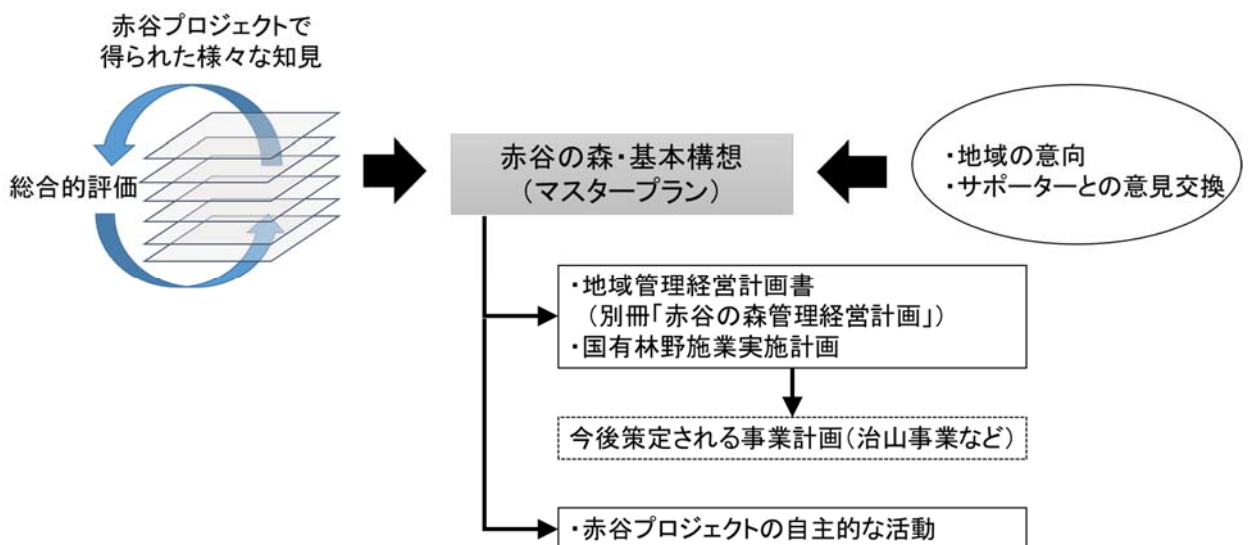 赤谷プロジェクトで
得られた様々な知見
総合的評価
赤谷の森・基本構想
（マスタープラン）
・地域の意向
・サポーターとの意見交換
・地域管理経営計画書
（別冊「赤谷の森管理経営計画」）
・国有林野施業実施計画
今後策定される事業計画（治山事業など）
・赤谷プロジェクトの自主的な活動